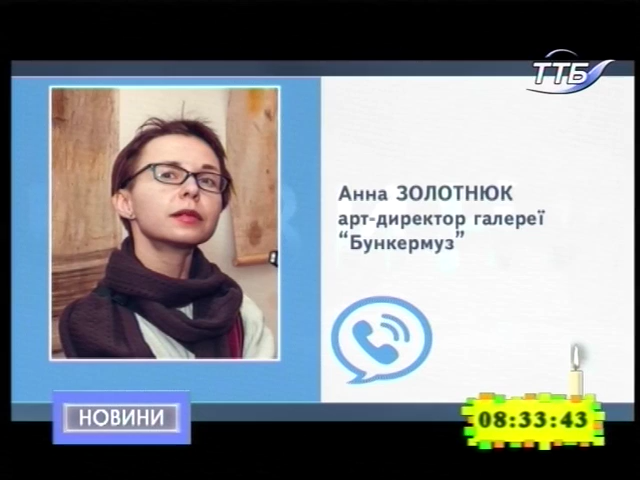 ТТБ
Анна ЗОЛОТНЮК
арт-директор галереї
“Бункермуз”
НОВИНИ
08:33:43